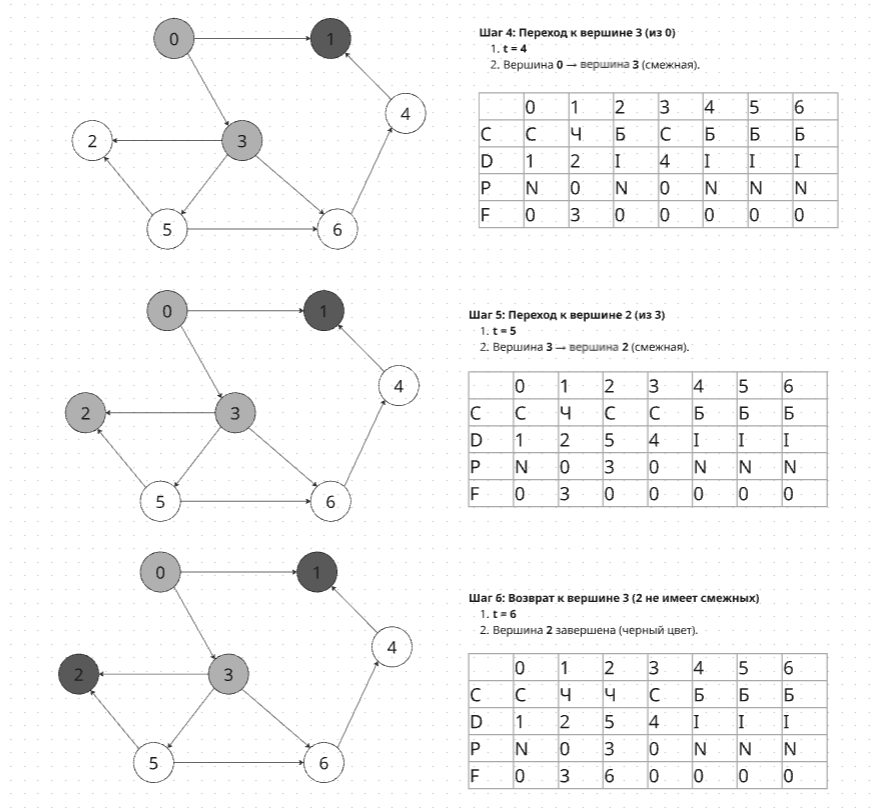 0
1
4
2
3
5
6
Шаг 4: Переход к вершине 3 (из 0)
1. t = 4
2. Вершина 0 → вершина 3 (смежная).
0 1 2 3 4 5 6
С С Ч Б С Б Б Б
D 1 2 I 4 I I I
P N 0 N 0 N N N
F 0 3 0 0 0 0 0
0
1
4
2
3
5
6
Шаг 5: Переход к вершине 2 (из 3)
1. t = 5
2. Вершина 3 → вершина 2 (смежная).
0 1 2 3 4 5 6
С С Ч С С Б Б Б
D 1 2 5 4 I I I
P N 0 3 0 N N N
F 0 3 0 0 0 0 0
0
1
4
2
3
5
6
Шаг 6: Возврат к вершине 3 (2 не имеет смежных)
1. t = 6
2. Вершина 2 завершена (черный цвет).
0 1 2 3 4 5 6
С С Ч Ч С Б Б Б
D 1 2 5 4 I I I
P N 0 3 0 N N N
F 0 3 6 0 0 0 0